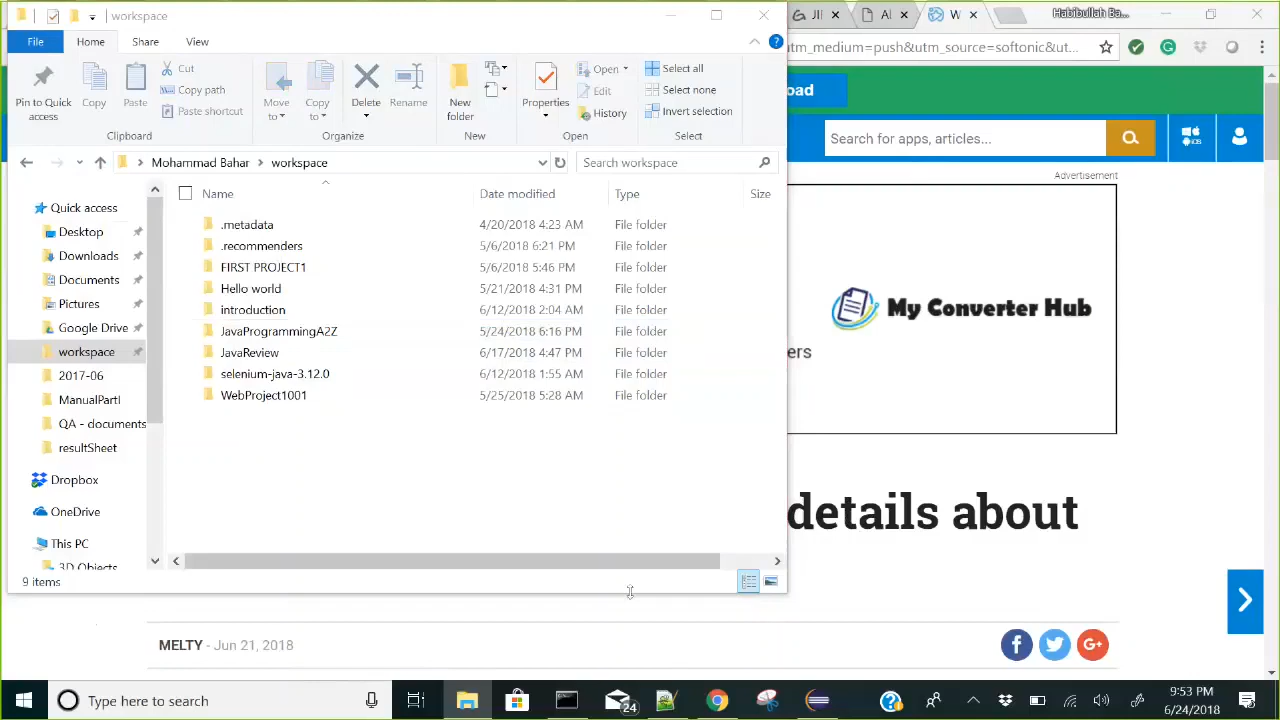 workspace
File Home Share View
Pin to Quick access
Copy
Paste
Cut
Copy path
Paste shortcut
Clipboard
Move to
Copy to
Delete
Rename
Organize
New folder
New
Properties
Open
Edit
History
Open
Select all
Select none
Invert selection
Select
Mohammad Bahar > workspace
Search workspace
Name Date modified Type Size
Quick access
Desktop
Downloads
Documents
Pictures
Google Drive
workspace
2017-06
ManualPartI
QA - documents
resultSheet
Dropbox
OneDrive
This PC
3D Objects
.metadata 4/20/2018 4:23 AM File folder
.recommenders 5/6/2018 6:21 PM File folder
FIRST PROJECT1 5/6/2018 5:46 PM File folder
Hello world 5/21/2018 4:31 PM File folder
introduction 6/12/2018 2:04 AM File folder
JavaProgrammingA2Z 5/24/2018 6:16 PM File folder
JavaReview 6/17/2018 4:47 PM File folder
selenium-java-3.12.0 6/12/2018 1:55 AM File folder
WebProject1001 5/25/2018 5:28 AM File folder
9 items
W
Habibullah Ba...
utm_medium=push&utm_source=softonic&ut...
oad
Search for apps, articles...
iOS
Advertisement
My Converter Hub
ers
details about
MELTY - Jun 21, 2018
G+
Type here to search
24
9:53 PM
6/24/2018